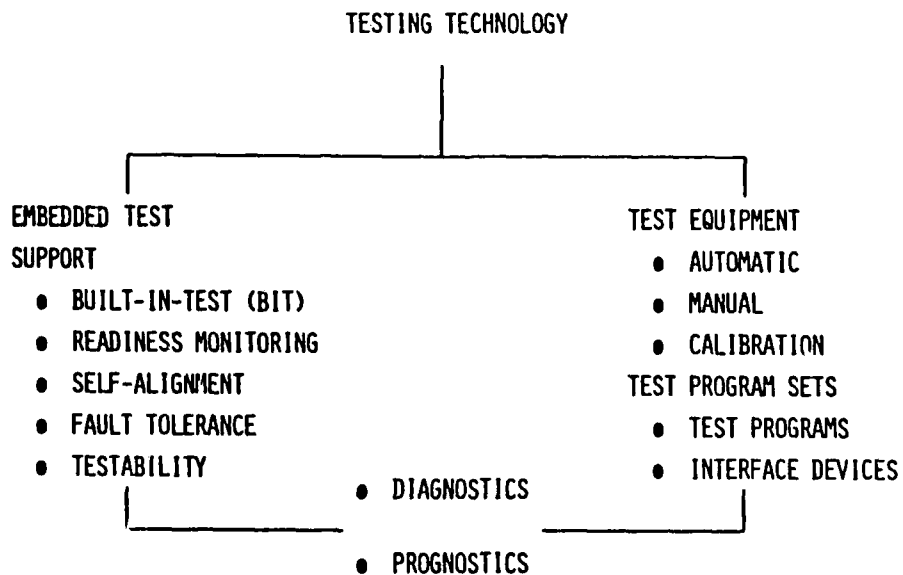 TESTING TECHNOLOGY
EMBEDDED TEST
SUPPORT
• BUILT-IN-TEST (BIT)
• READINESS MONITORING
• SELF-ALIGNMENT
• FAULT TOLERANCE
• TESTABILITY
TEST EQUIPMENT
• AUTOMATIC
• MANUAL
• CALIBRATION
TEST PROGRAM SETS
• TEST PROGRAMS
• INTERFACE DEVICES
• DIAGNOSTICS
• PROGNOSTICS